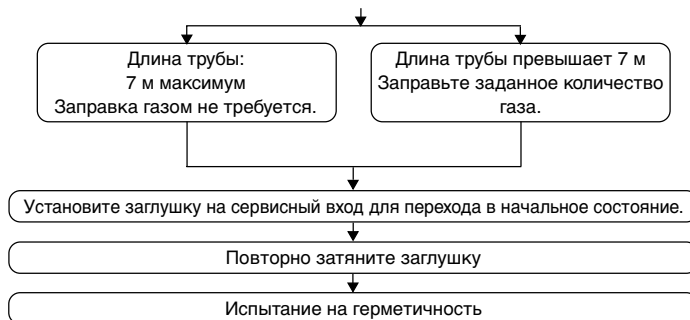 Длина трубы:
7 м максимум
Заправка газом не требуется.
Длина трубы превышает 7 м
Заправьте заданное количество
газа.
Установите заглушку на сервисный вход для перехода в начальное состояние.
Повторно затяните заглушку
Испытание на герметичность